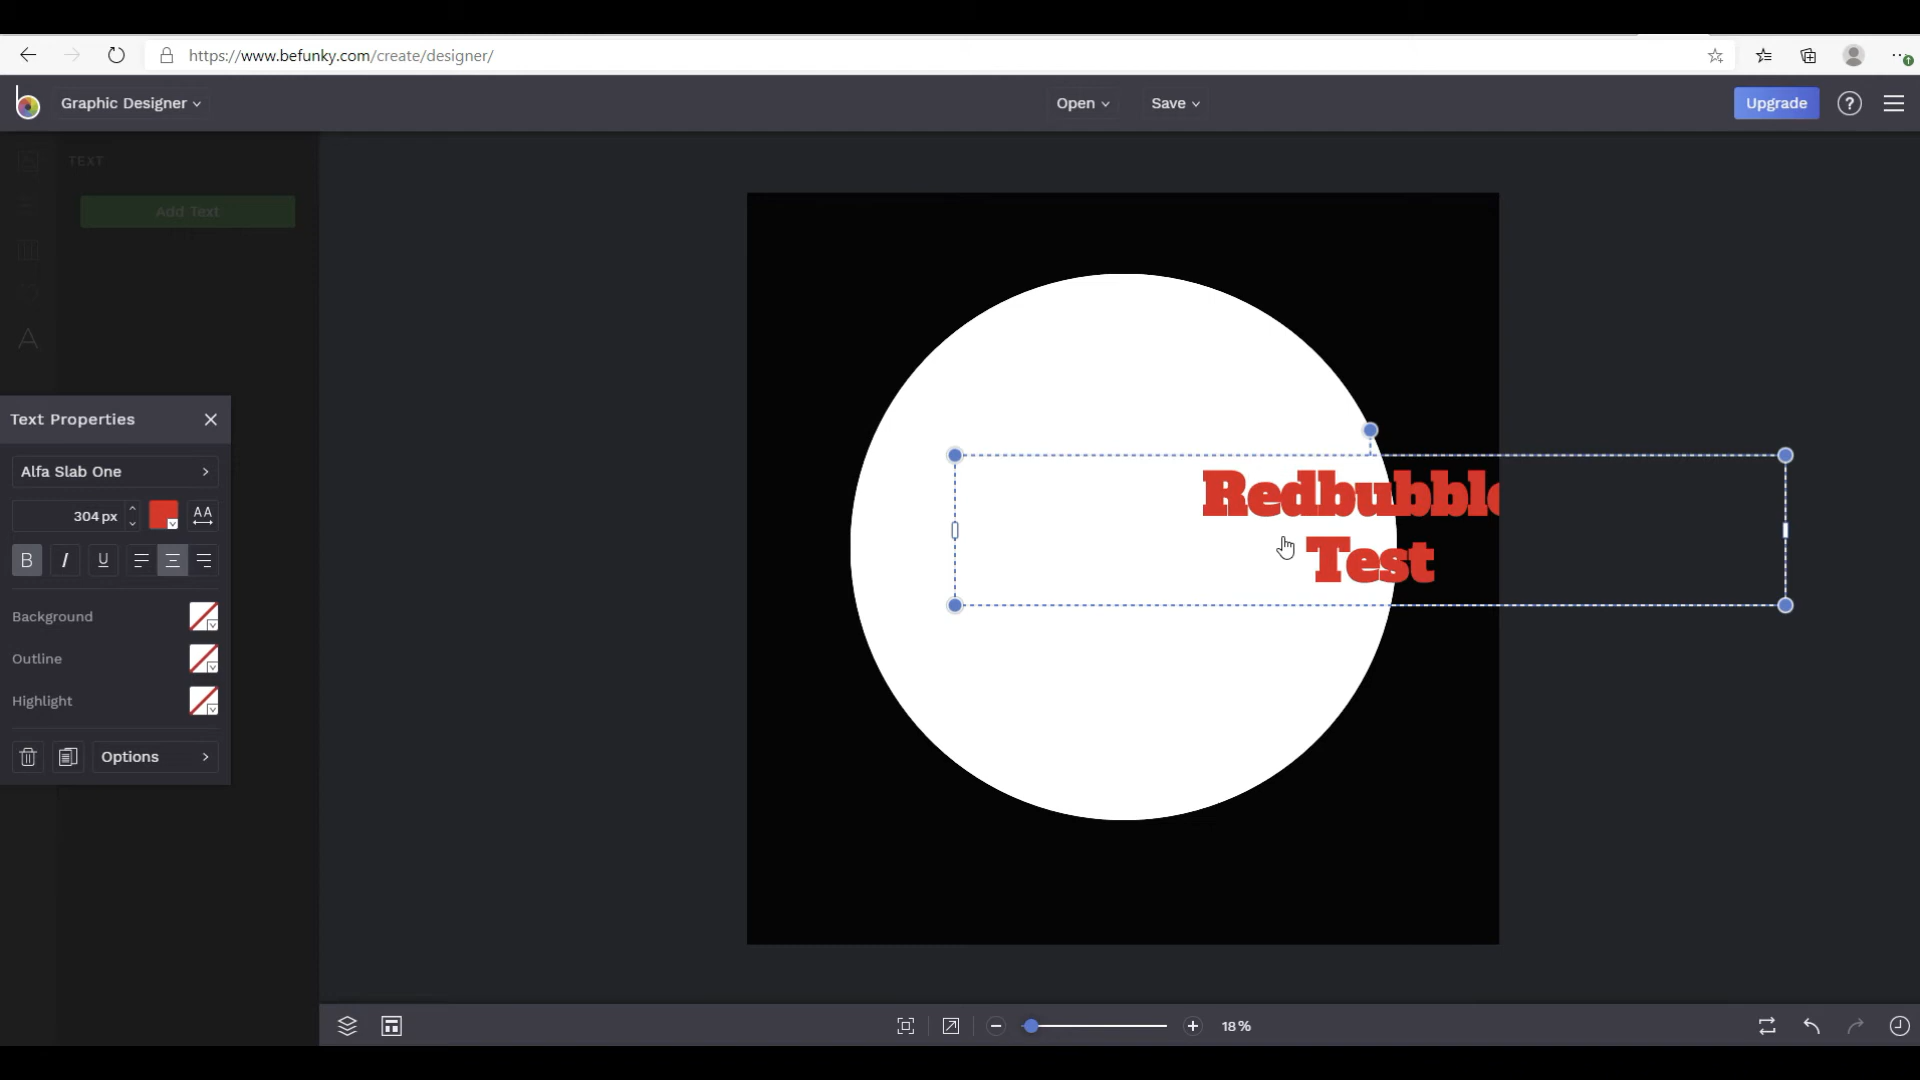 https://www.befunky.com/create/designer/
Graphic Designer
Open
Save
Upgrade
?
TEXT
Add Text
A
Text Properties
Alfa Slab One
304 px
AA
B I U
Background
Outline
Highlight
Options
Redbubble
Test
18 %